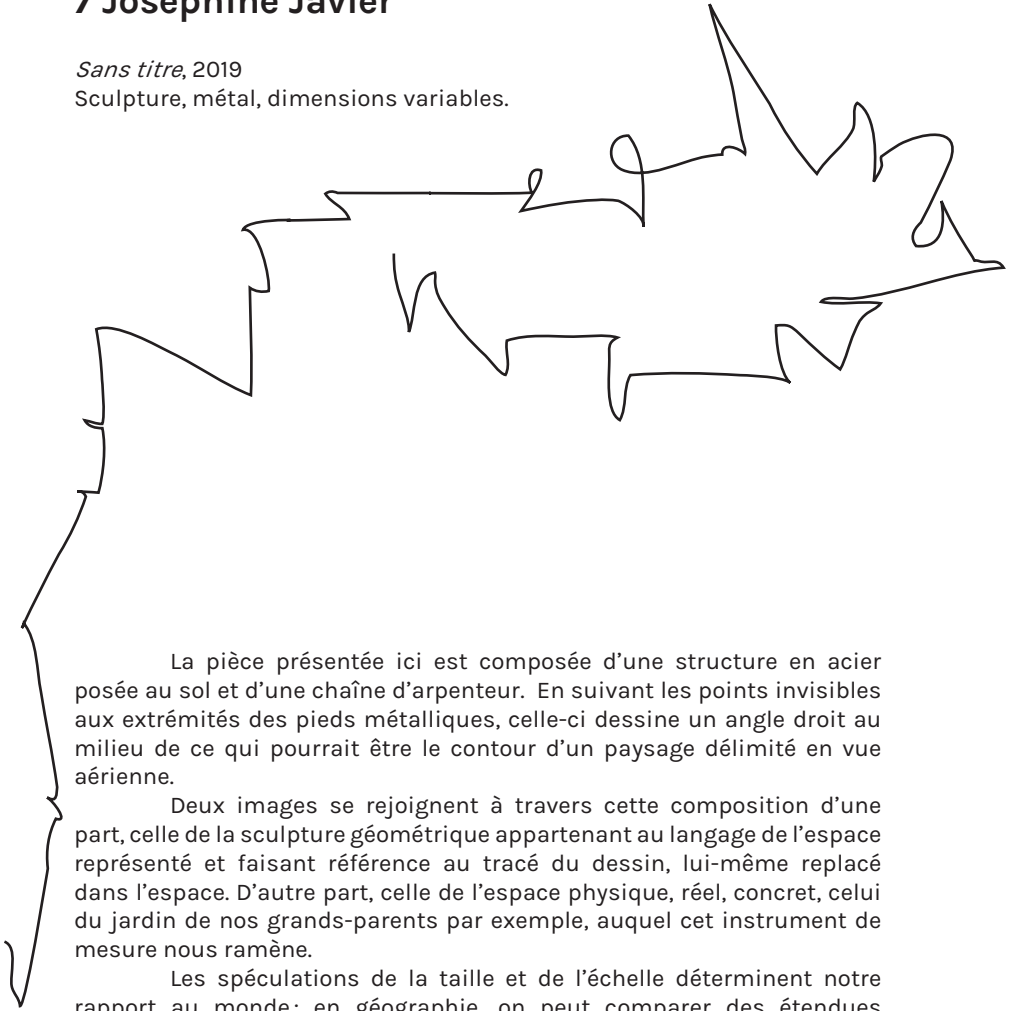 7 Joséphine Javier
Sans titre, 2019
Sculpture, métal, dimensions variables.
La pièce présentée ici est composée d’une structure en acier
posée au sol et d’une chaîne d’arpenteur.  En suivant les points invisibles
aux extrémités des pieds métalliques, celle-ci dessine un angle droit au
milieu de ce qui pourrait être le contour d’un paysage délimité en vue
aérienne.
Deux images se rejoignent à travers cette composition d’une
part, celle de la sculpture géométrique appartenant au langage de l’espace
représenté et faisant référence au tracé du dessin, lui-même replacé
dans l’espace. D’autre part, celle de l’espace physique, réel, concret, celui
du jardin de nos grands-parents par exemple, auquel cet instrument de
mesure nous ramène.
Les spéculations de la taille et de l’échelle déterminent notre
rapport au monde : en géographie, on peut comparer des étendues